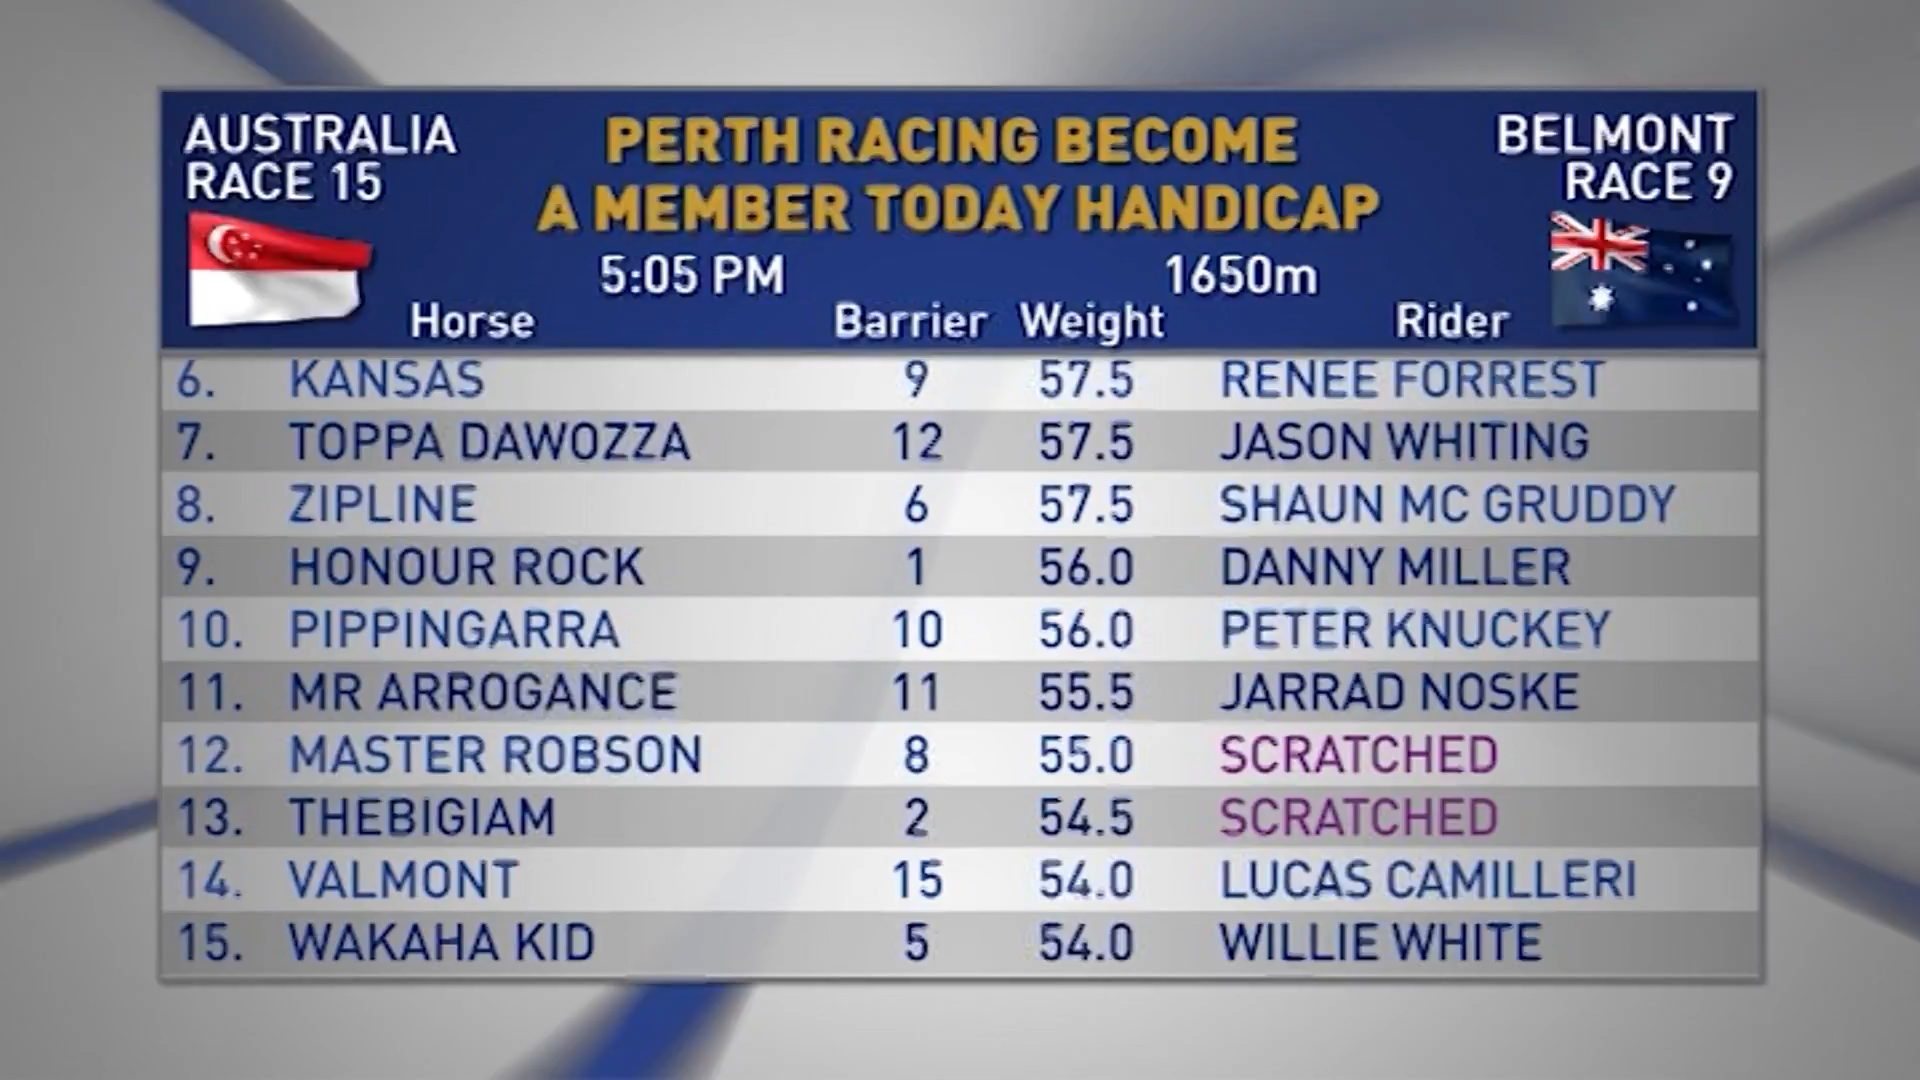 AUSTRALIA
RACE 15
PERTH RACING BECOME
A MEMBER TODAY HANDICAP
BELMONT
RACE 9
5:05 PM 1650m
Horse Barrier Weight Rider
6. KANSAS 9 57.5 RENEE FORREST
7. TOPPA DAWOZZA 12 57.5 JASON WHITING
8. ZIPLINE 6 57.5 SHAUN MC GRUDDY
9. HONOUR ROCK 1 56.0 DANNY MILLER
10. PIPPINGARRA 10 56.0 PETER KNUCKEY
11. MR ARROGANCE 11 55.5 JARRAD NOSKE
12. MASTER ROBSON 8 55.0 SCRATCHED
13. THEBIGIAM 2 54.5 SCRATCHED
14. VALMONT 15 54.0 LUCAS CAMILLERI
15. WAKAHA KID 5 54.0 WILLIE WHITE